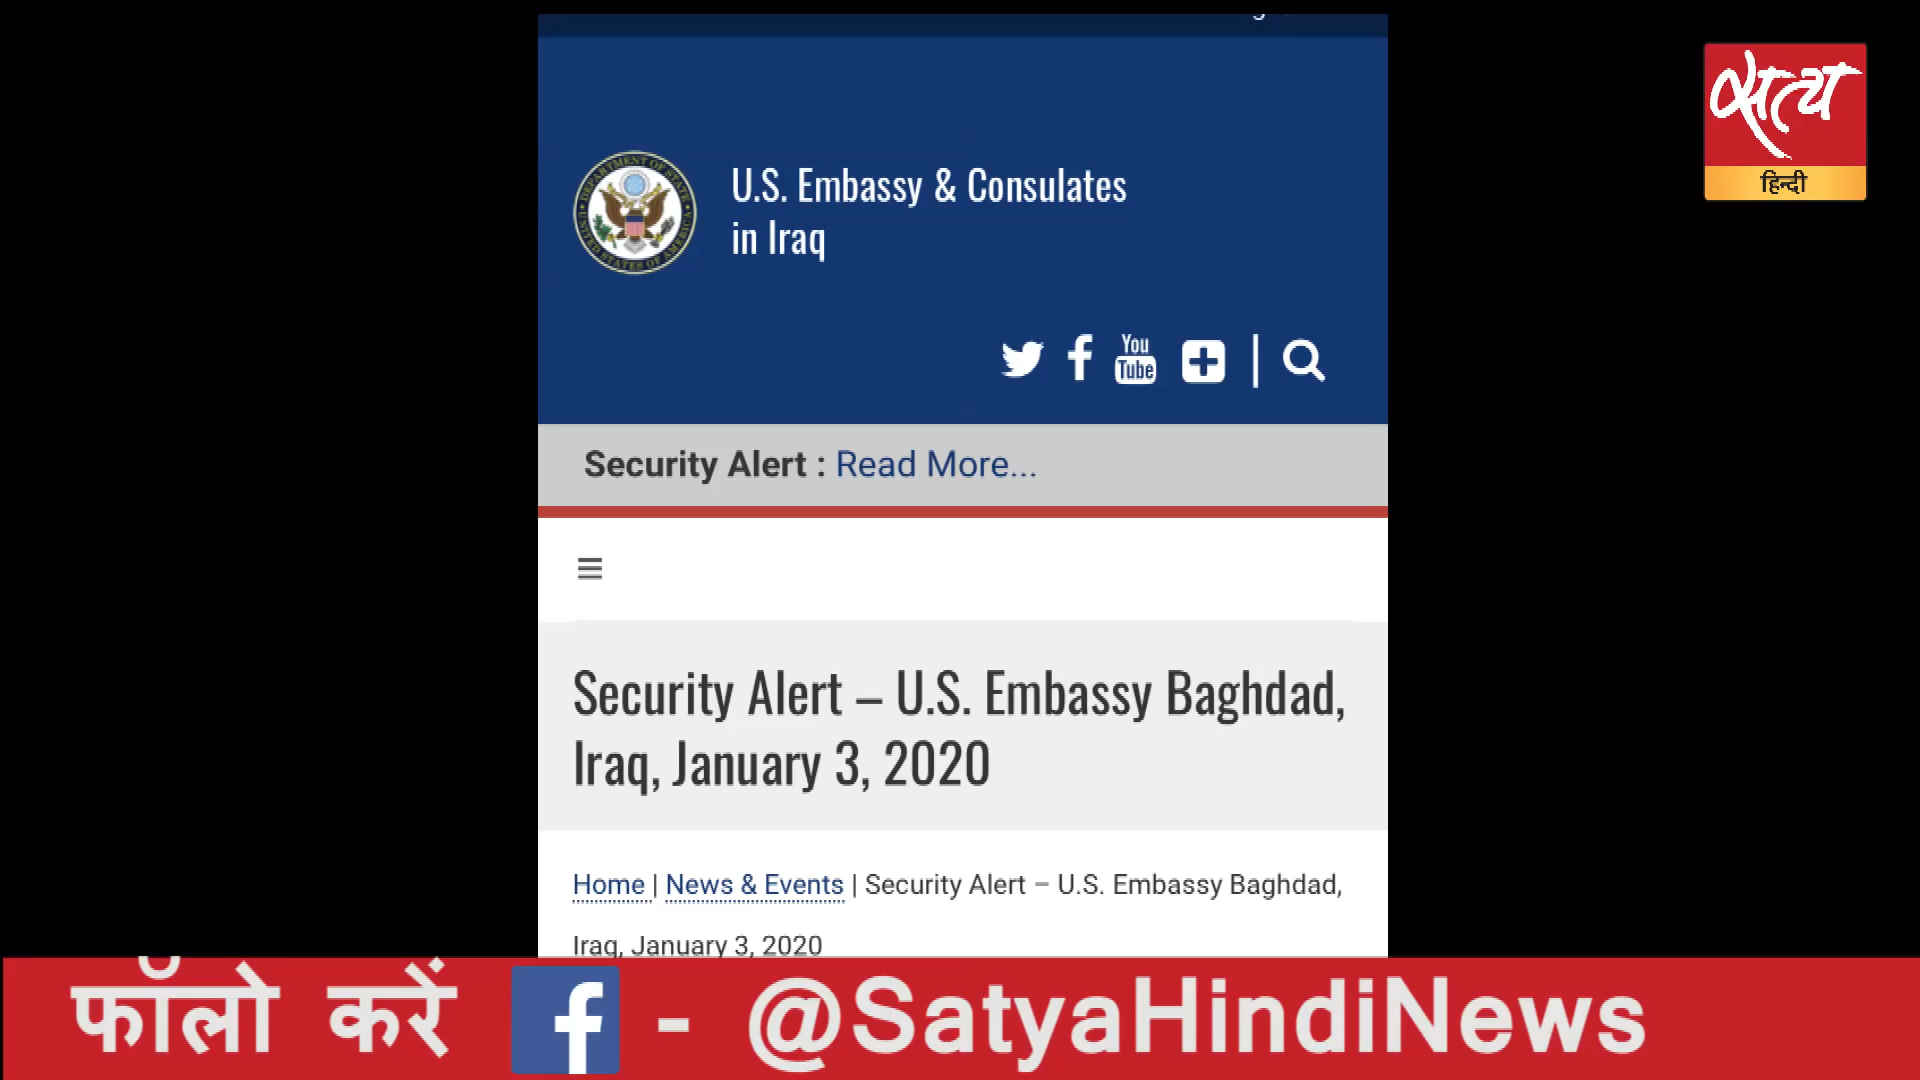 सत्य
हिन्दी
U.S. Embassy & Consulates
in Iraq
You
Tube
Security Alert : Read More...
Security Alert – U.S. Embassy Baghdad,
Iraq, January 3, 2020
Home | News & Events | Security Alert – U.S. Embassy Baghdad,
Iraq, January 3, 2020
फॉलो करें f - @SatyaHindiNews